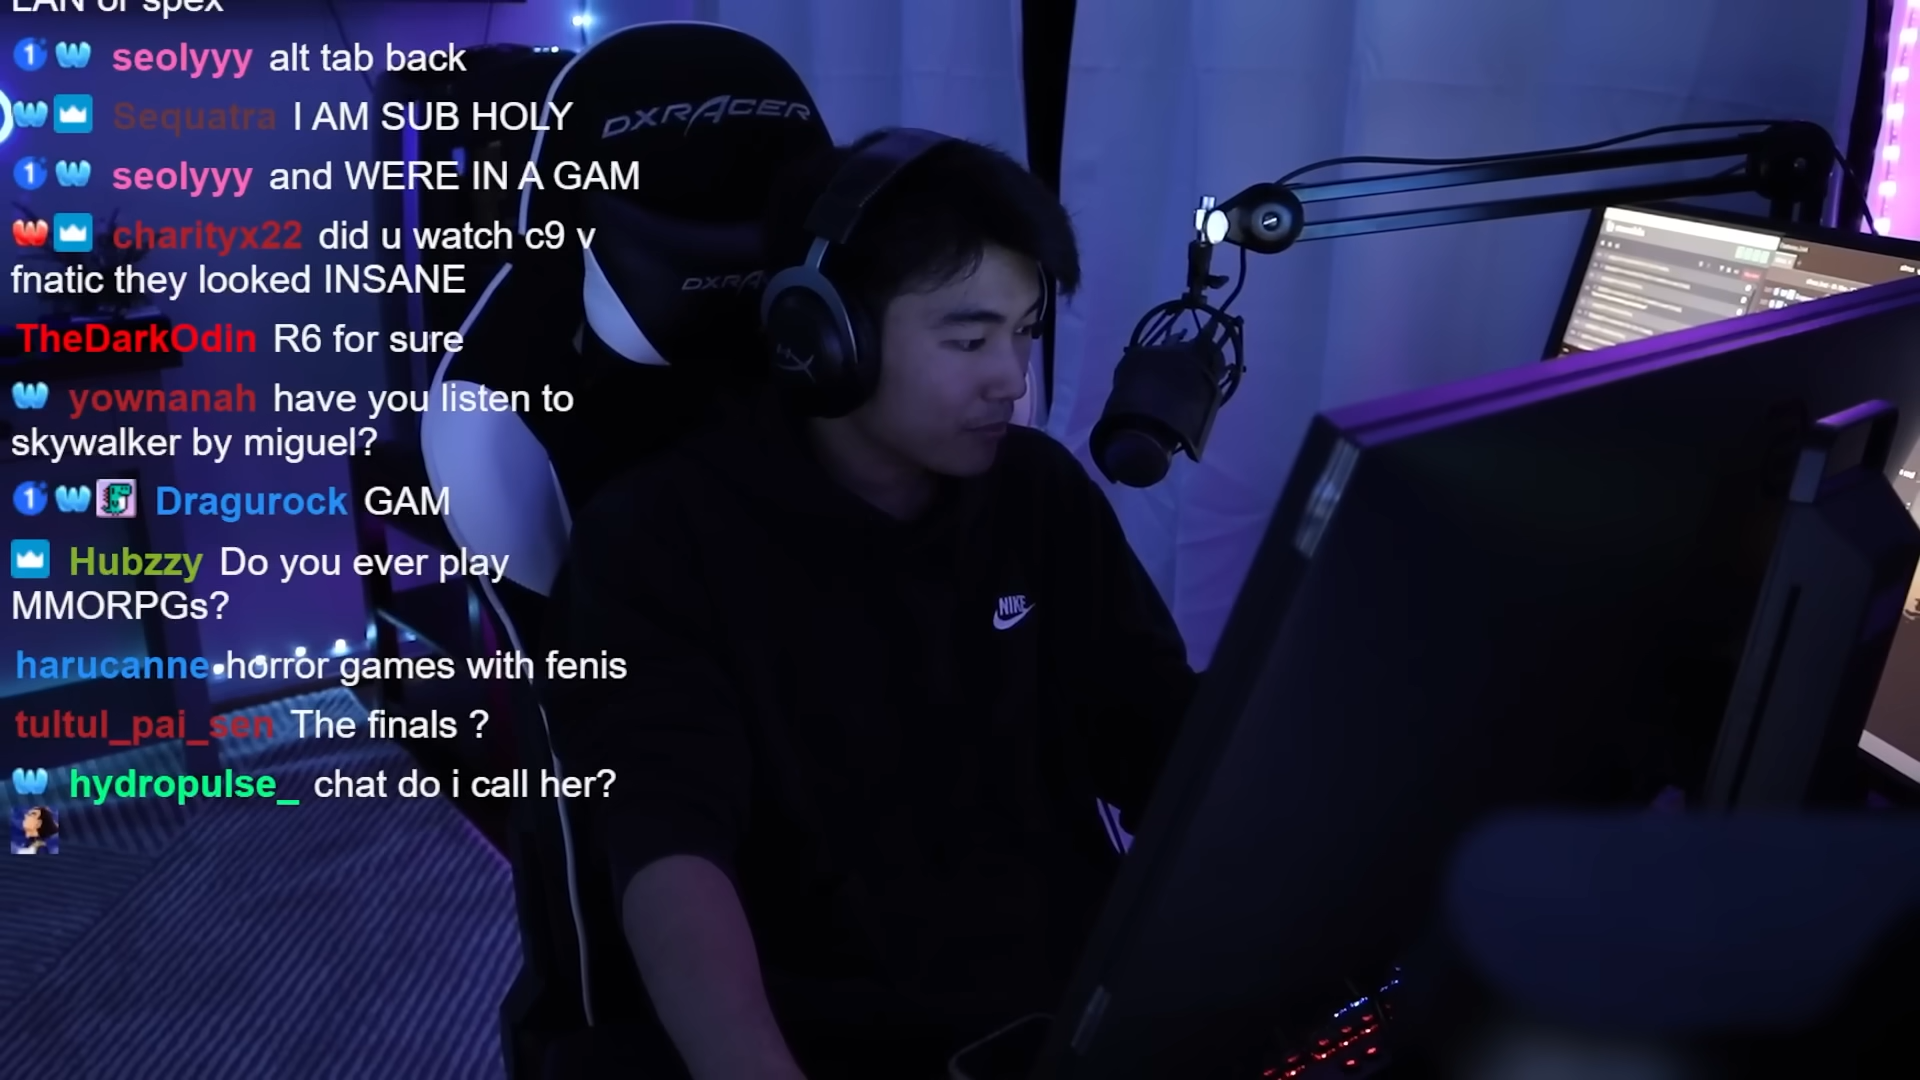 LAN or spex
seolyyy alt tab back
Sequatra I AM SUB HOLY
seolyyy and WERE IN A GAM
charityx22 did u watch c9 v
fnatic they looked INSANE
TheDarkOdin R6 for sure
yownanah have you listen to
skywalker by miguel?
Dragurock GAM
Hubzzy Do you ever play
MMORPGs?
harucanne horror games with fenis
tultul_pai_sen The finals ?
hydropulse_ chat do i call her?
DXRACER
DXRA
NIKE